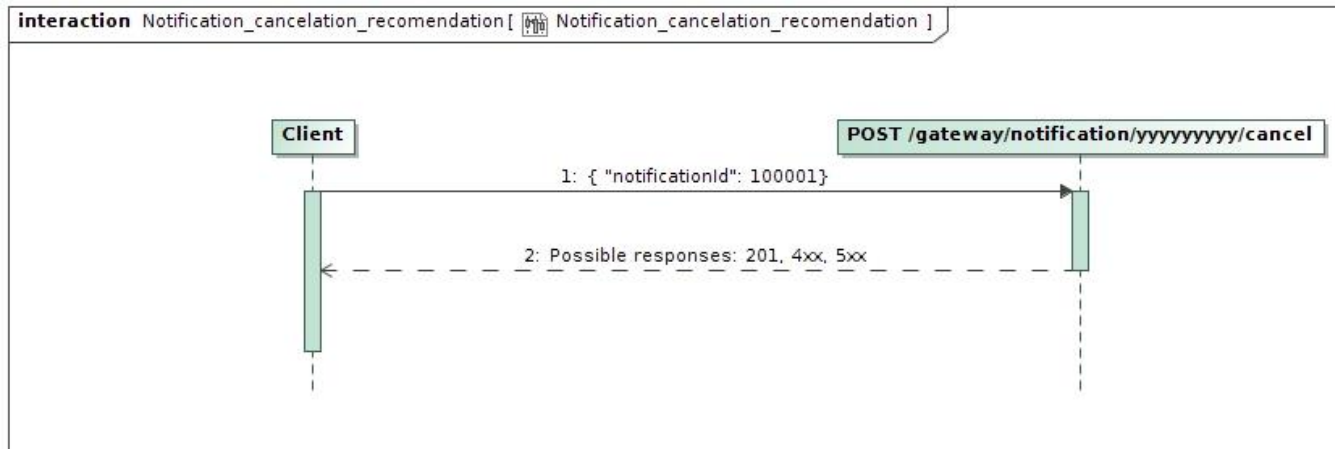 interaction Notification_cancelation_recomendation [ Notification_cancelation_recomendation ]
Client
POST /gateway/notification/yyyyyyyyy/cancel
1: { "notificationId": 100001}
2: Possible responses: 201, 4xx, 5xx